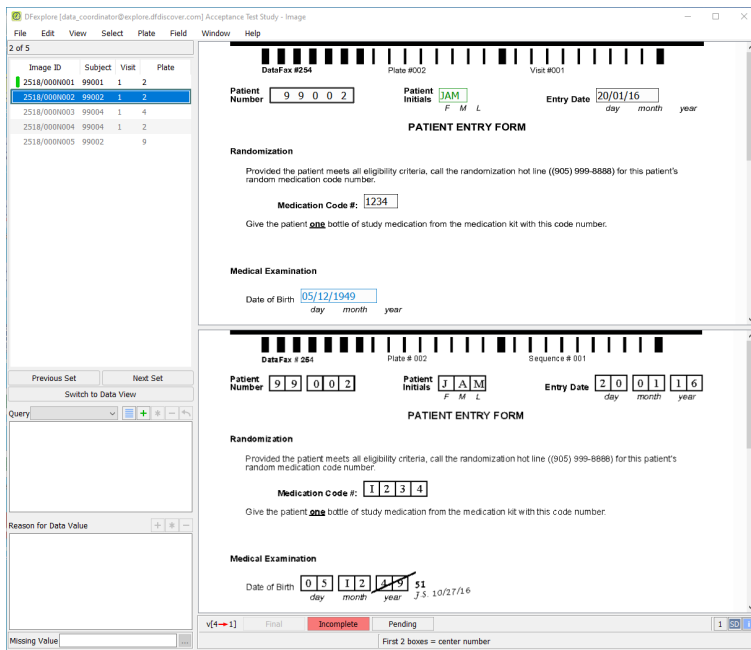 DFexplore [data_coordinator@explore.dfdiscover.com] Acceptance Test Study - Image
File Edit View Select Plate Field Window Help
2 of 5
Image ID Subject Visit Plate
2518/000N001 99001 1 2
2518/000N002 99002 1 2
2518/000N003 99004 1 4
2518/000N004 99004 1 2
2518/000N005 99002 9
Previous Set Next Set
Switch to Data View
Query
Reason for Data Value
Missing Value ...
DataFax #254 Plate #002 Visit #001
Patient Number 9 9 0 0 2 Patient Initials JAM Entry Date 20/01/16
F M L day month year
PATIENT ENTRY FORM
Randomization
Provided the patient meets all eligibility criteria, call the randomization hot line ((905) 999-8888) for this patient's
random medication code number.
Medication Code #: 1234
Give the patient one bottle of study medication from the medication kit with this code number.
Medical Examination
Date of Birth 05/12/1949
day month year
DataFax # 254 Plate # 002 Sequence # 001
Patient Number 9 9 0 0 2 Patient Initials J A M Entry Date 2 0 0 1 1 6
F M L day month year
PATIENT ENTRY FORM
Randomization
Provided the patient meets all eligibility criteria, call the randomization hot line ((905) 999-8888) for this patient's
random medication code number.
Medication Code #: 1 2 3 4
Give the patient one bottle of study medication from the medication kit with this code number.
Medical Examination
Date of Birth 0 5 1 2 4 9 51
day month year J.S. 10/27/16
v[4→1] Final Incomplete Pending 1 SD
First 2 boxes = center number